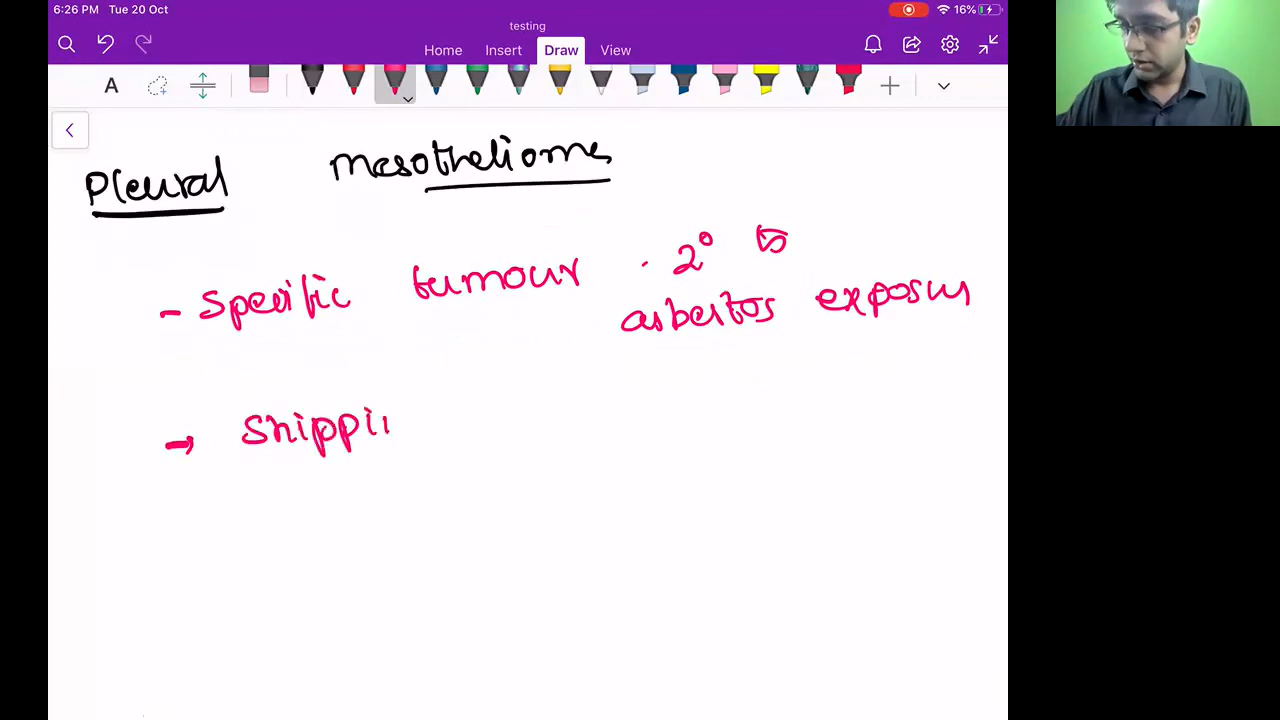 6:26 PM Tue 20 Oct
16%
testing
Home Insert Draw View
A
Pleural Mesothelioma
- Specific tumour . 2° to
asbestos exposure
→ Shippi